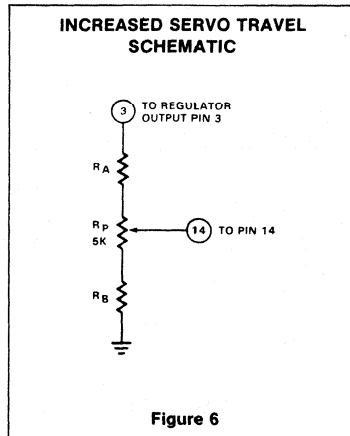 INCREASED SERVO TRAVEL
SCHEMATIC
3 TO REGULATOR
OUTPUT PIN 3
RA
RP
5K
14 TO PIN 14
RB
Figure 6